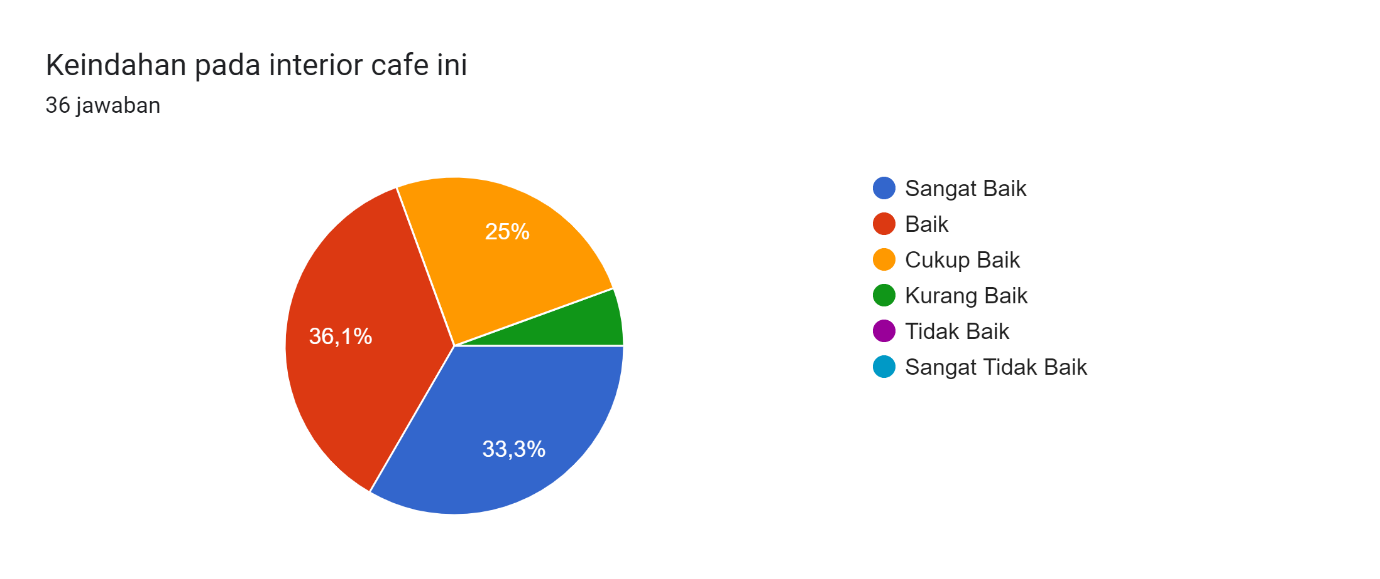 Keindahan pada interior cafe ini
36 jawaban
25%
36,1%
33,3%
Sangat Baik
Baik
Cukup Baik
Kurang Baik
Tidak Baik
Sangat Tidak Baik